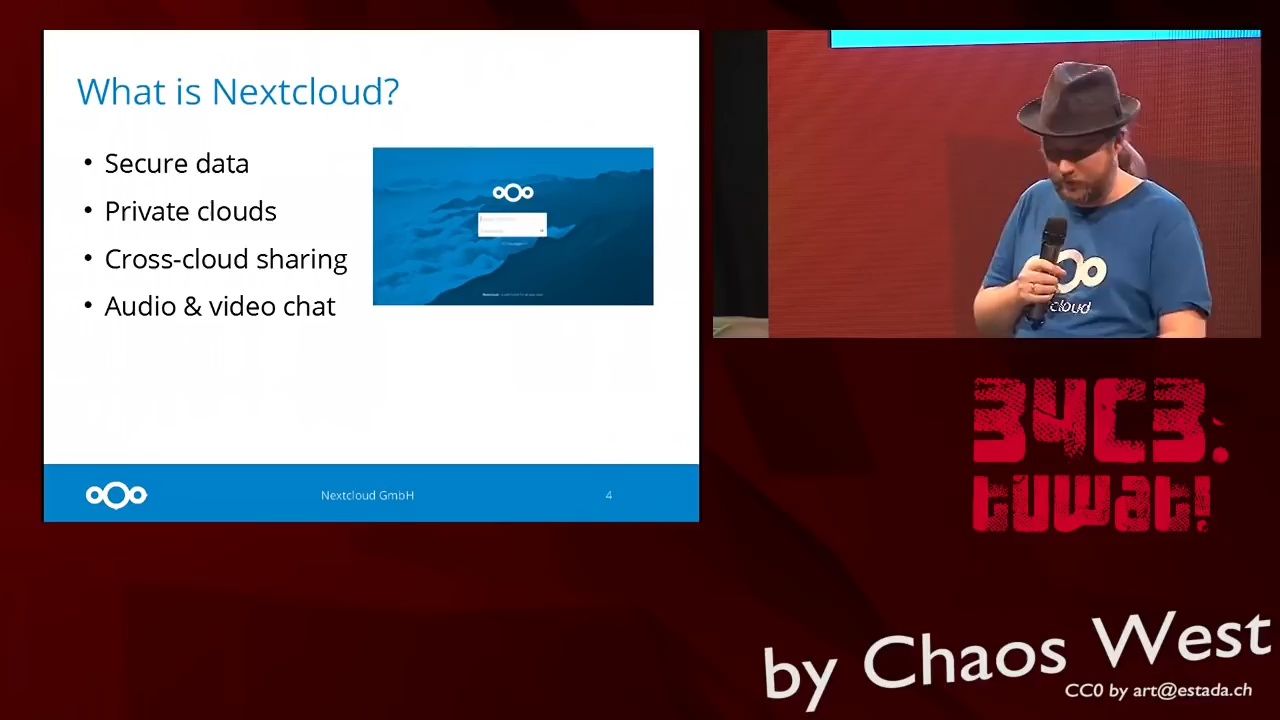 What is Nextcloud?
• Secure data
• Private clouds
• Cross-cloud sharing
• Audio & video chat
Nextcloud GmbH
4
cloud
34C3:
tuwat!
by Chaos West
CC0 by art@estada.ch